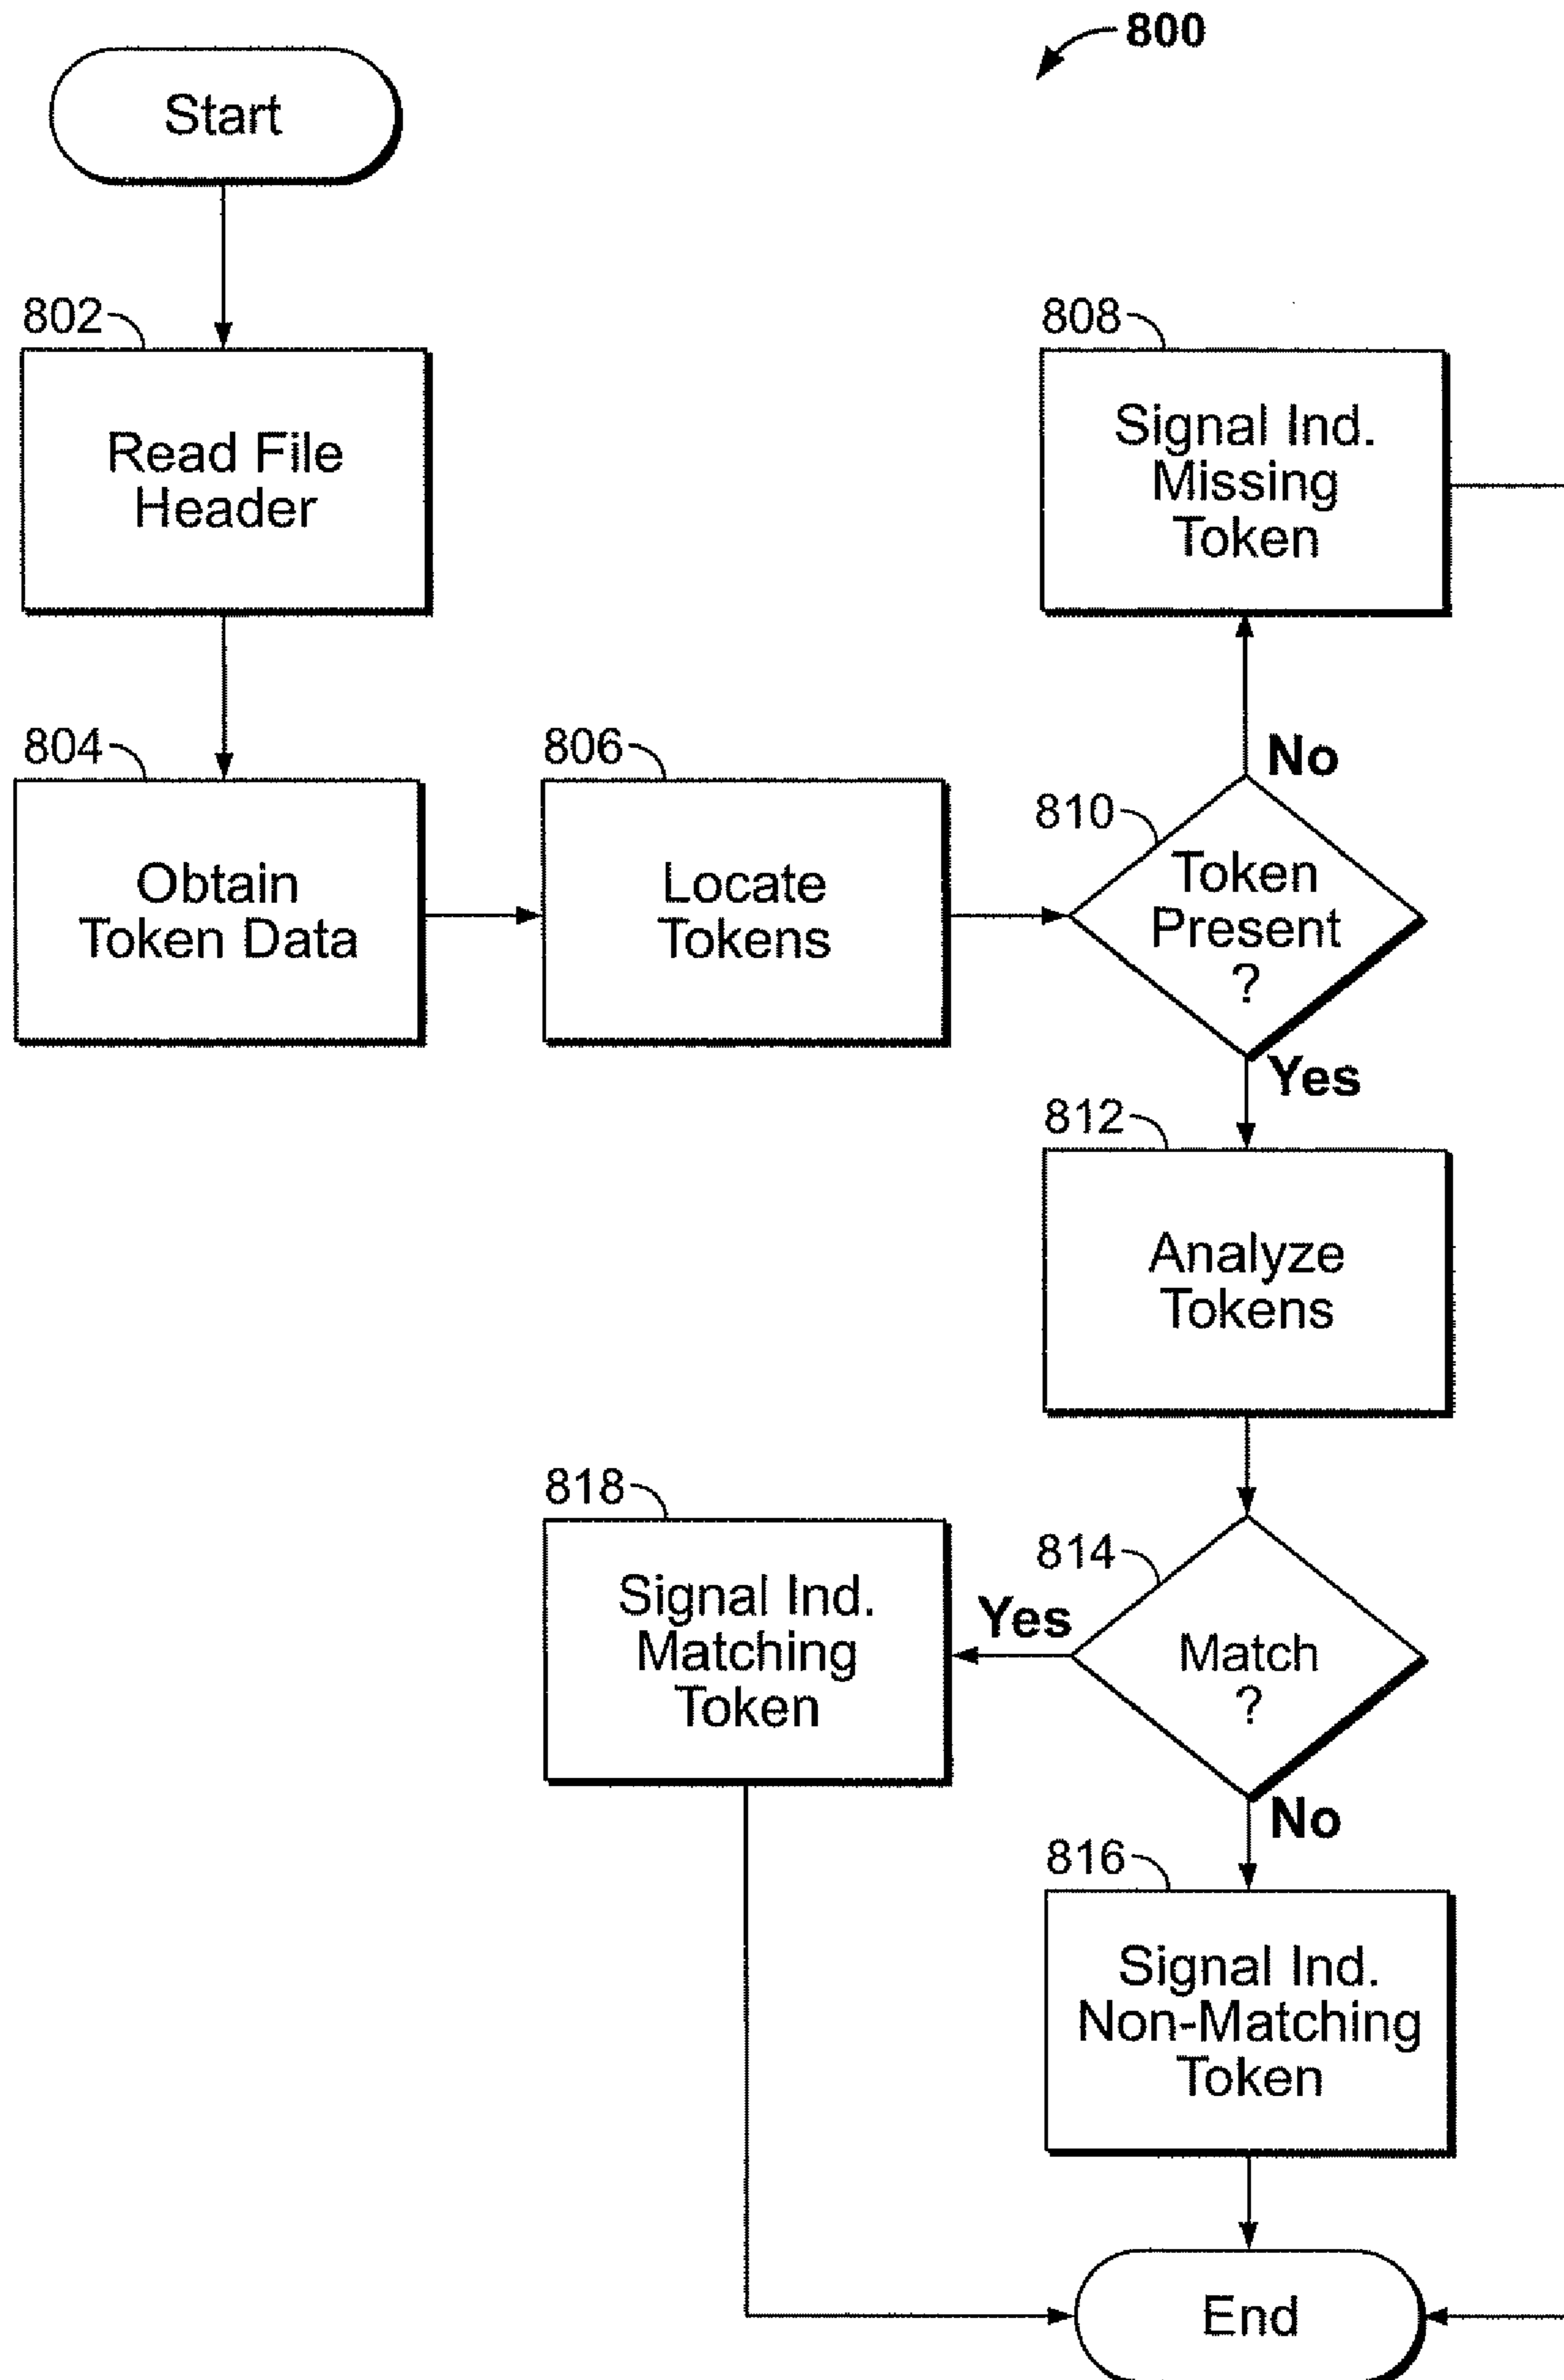 800
Start
802
Read File
Header
808
Signal Ind.
Missing
Token
804
Obtain
Token Data
806
Locate
Tokens
No
810
Token
Present
?
Yes
812
Analyze
Tokens
818
Signal Ind.
Matching
Token
814
Yes
Match
?
No
816
Signal Ind.
Non-Matching
Token
End